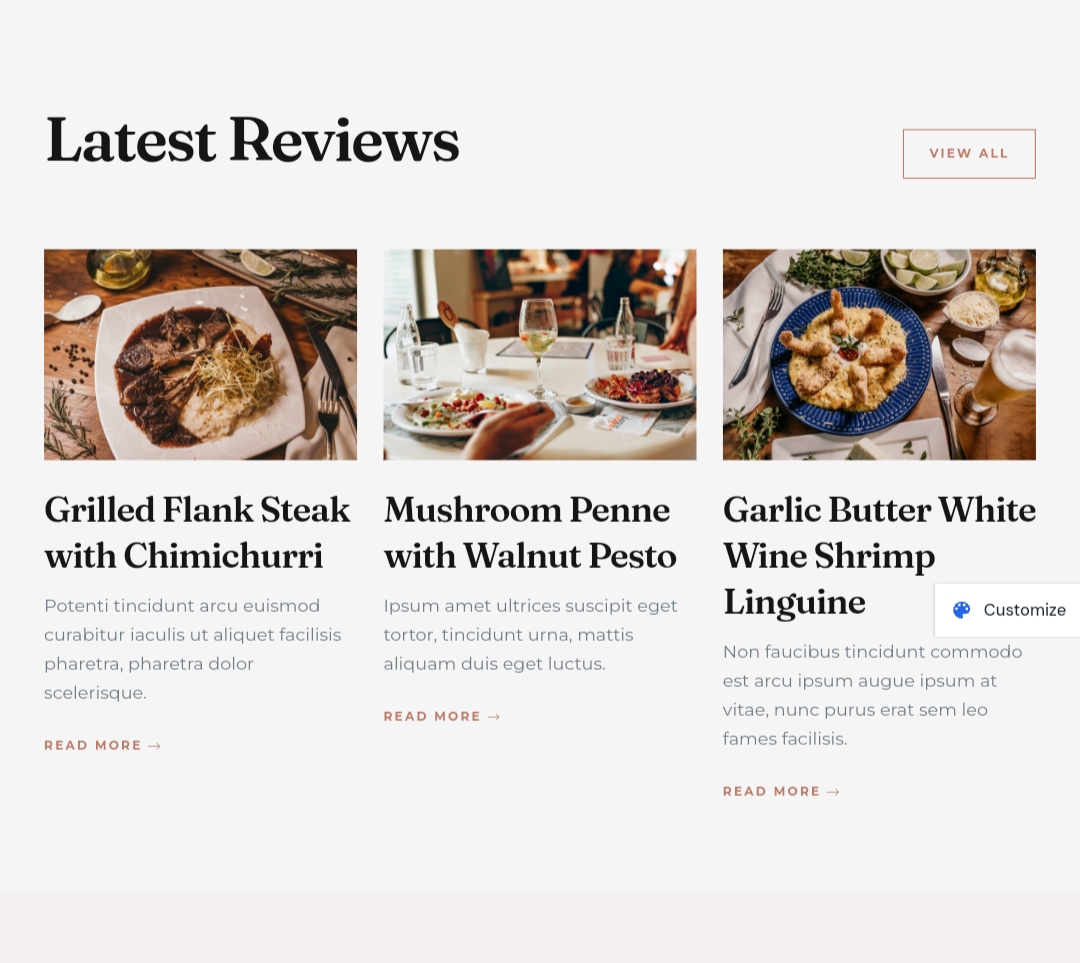 Latest Reviews
VIEW ALL
Grilled Flank Steak
with Chimichurri
Potenti tincidunt arcu euismod
curabitur iaculis ut aliquet facilisis
pharetra, pharetra dolor
scelerisque.
READ MORE →
Mushroom Penne
with Walnut Pesto
Ipsum amet ultrices suscipit eget
tortor, tincidunt urna, mattis
aliquam duis eget luctus.
READ MORE →
Garlic Butter White
Wine Shrimp
Linguine
Non faucibus tincidunt commodo
est arcu ipsum augue ipsum at
vitae, nunc purus erat sem leo
fames facilisis.
READ MORE →
Customize